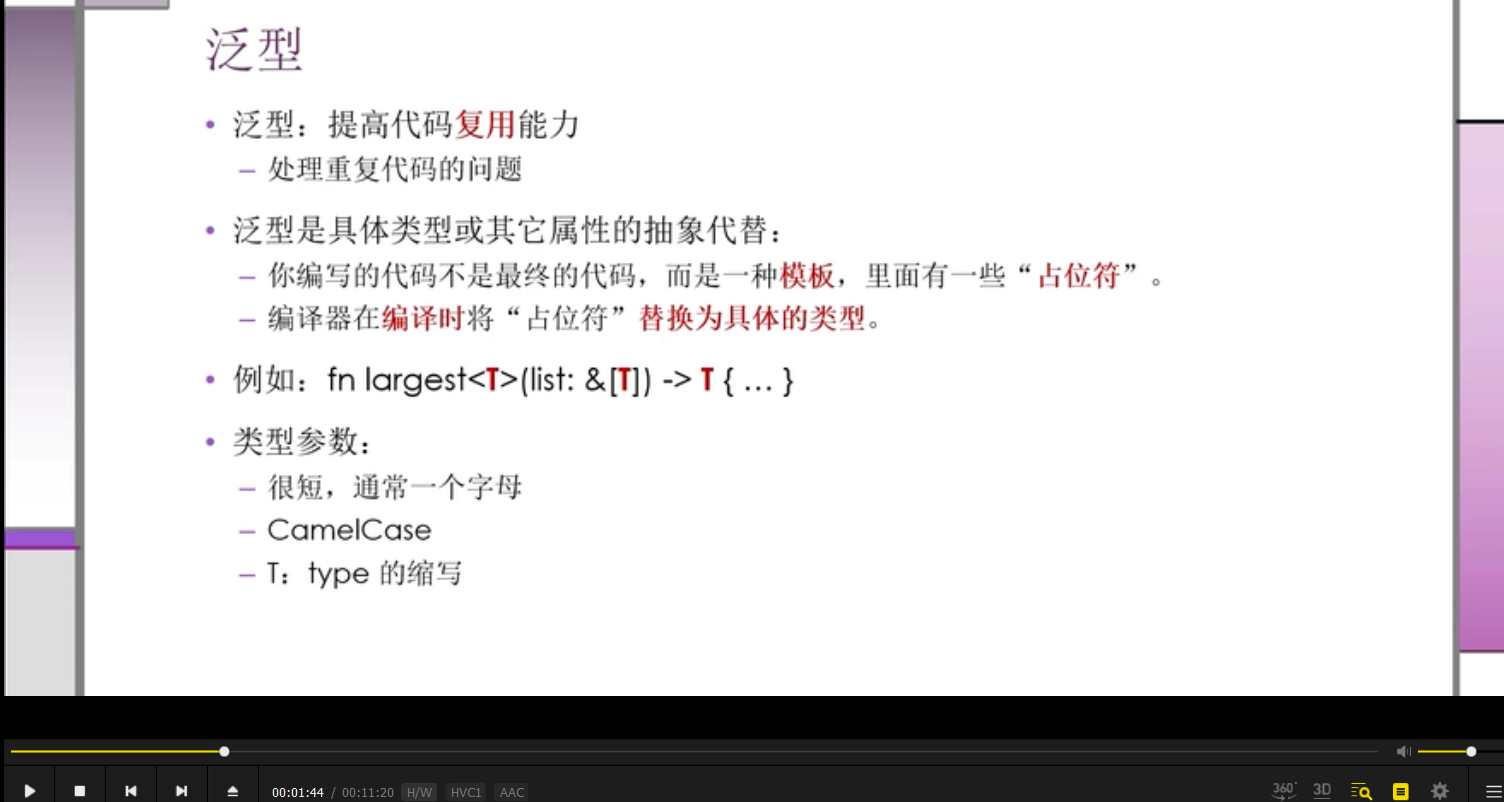 泛型
• 泛型：提高代码复用能力
– 处理重复代码的问题
• 泛型是具体类型或其它属性的抽象代替：
– 你编写的代码不是最终的代码，而是一种模板，里面有一些“占位符”。
– 编译器在编译时将“占位符”替换为具体的类型。
• 例如：fn largest<T>(list: &[T]) -> T { … }
• 类型参数：
– 很短，通常一个字母
– CamelCase
– T：type 的缩写
00:01:44 / 00:11:20 H/W HVC1 AAC 360° 3D